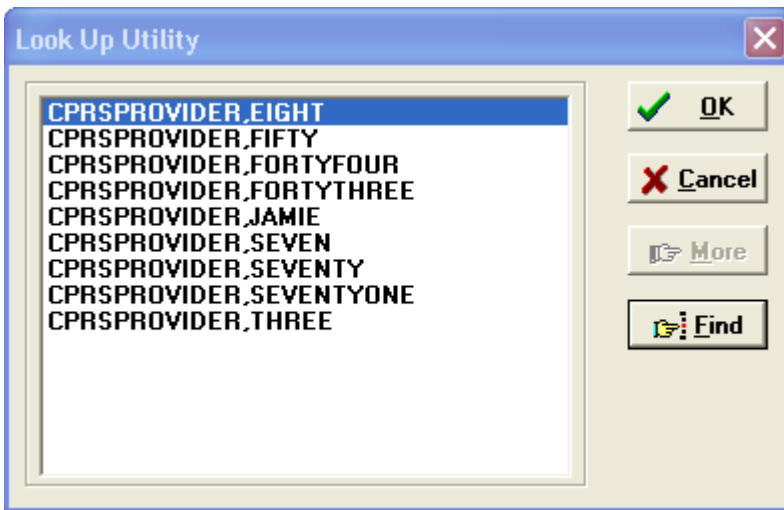 Look Up Utility
CPRSPROVIDER,EIGHT
CPRSPROVIDER,FIFTY
CPRSPROVIDER,FORTYFOUR
CPRSPROVIDER,FORTYTHREE
CPRSPROVIDER,JAMIE
CPRSPROVIDER,SEVEN
CPRSPROVIDER,SEVENTY
CPRSPROVIDER,SEVENTYONE
CPRSPROVIDER,THREE
OK
Cancel
More
Find